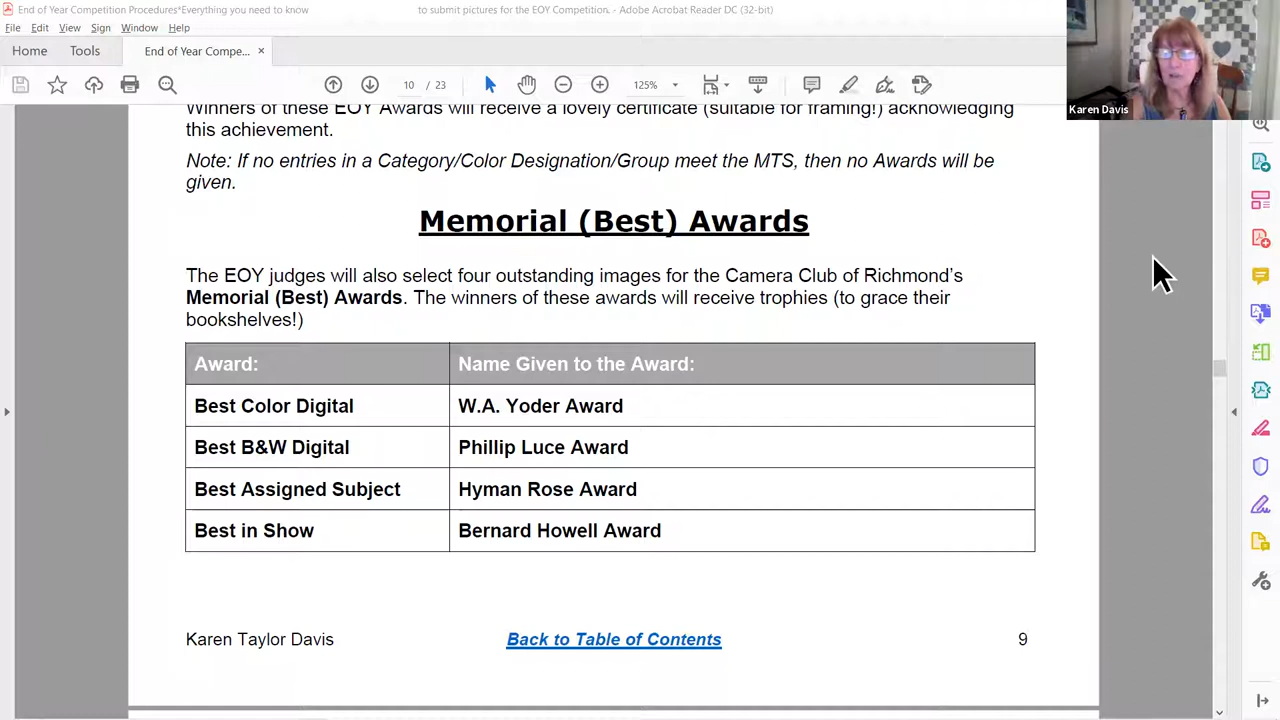 End of Year Competition Procedures*Everything you need to know to submit pictures for the EOY Competition. - Adobe Acrobat Reader DC (32-bit)
File Edit View Sign Window Help
Home Tools End of Year Compe... ×
10 / 23 125%
Karen Davis
Winners of these EOY Awards will receive a lovely certificate (suitable for framing!) acknowledging
this achievement.
Note: If no entries in a Category/Color Designation/Group meet the MTS, then no Awards will be
given.
Memorial (Best) Awards
The EOY judges will also select four outstanding images for the Camera Club of Richmond's
Memorial (Best) Awards. The winners of these awards will receive trophies (to grace their
bookshelves!)
Award: Name Given to the Award:
Best Color Digital W.A. Yoder Award
Best B&W Digital Phillip Luce Award
Best Assigned Subject Hyman Rose Award
Best in Show Bernard Howell Award
Karen Taylor Davis Back to Table of Contents 9